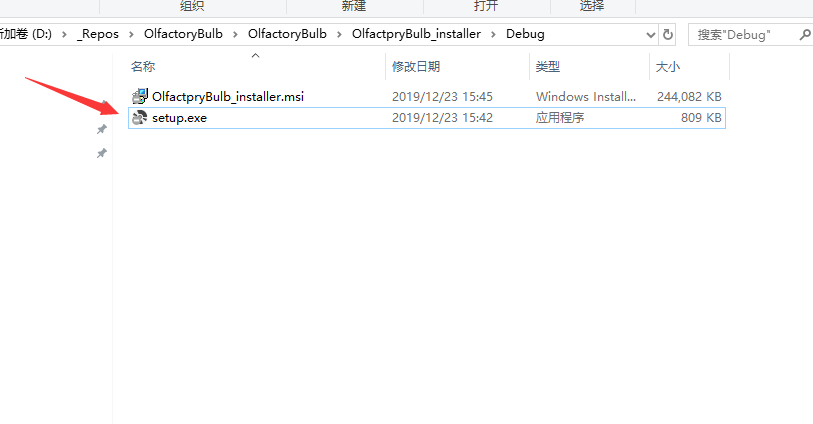 组织 新建 打开 选择
新加卷 (D:) > _Repos > OlfactoryBulb > OlfactoryBulb > OlfactpryBulb_installer > Debug 搜索"Debug"
名称 修改日期 类型 大小
OlfactpryBulb_installer.msi 2019/12/23 15:45 Windows Install... 244,082 KB
setup.exe 2019/12/23 15:42 应用程序 809 KB